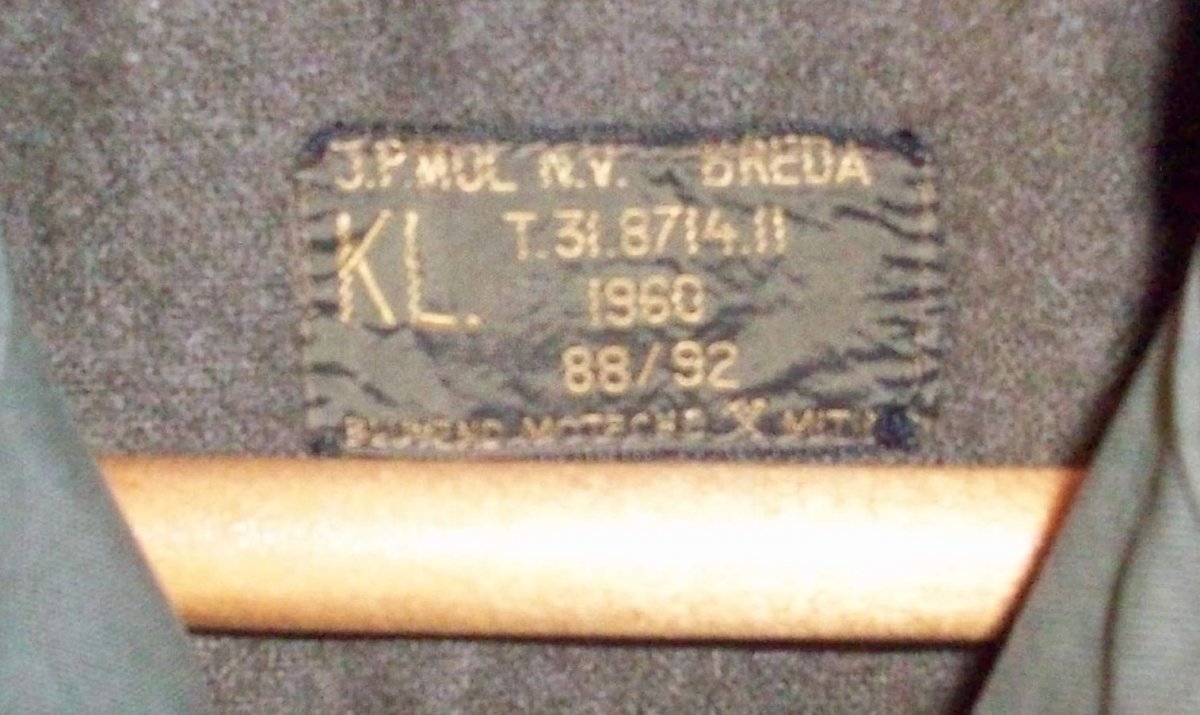 J.P MOL N.V. BREDA
KL. T.31.8714.11
1960
88/92